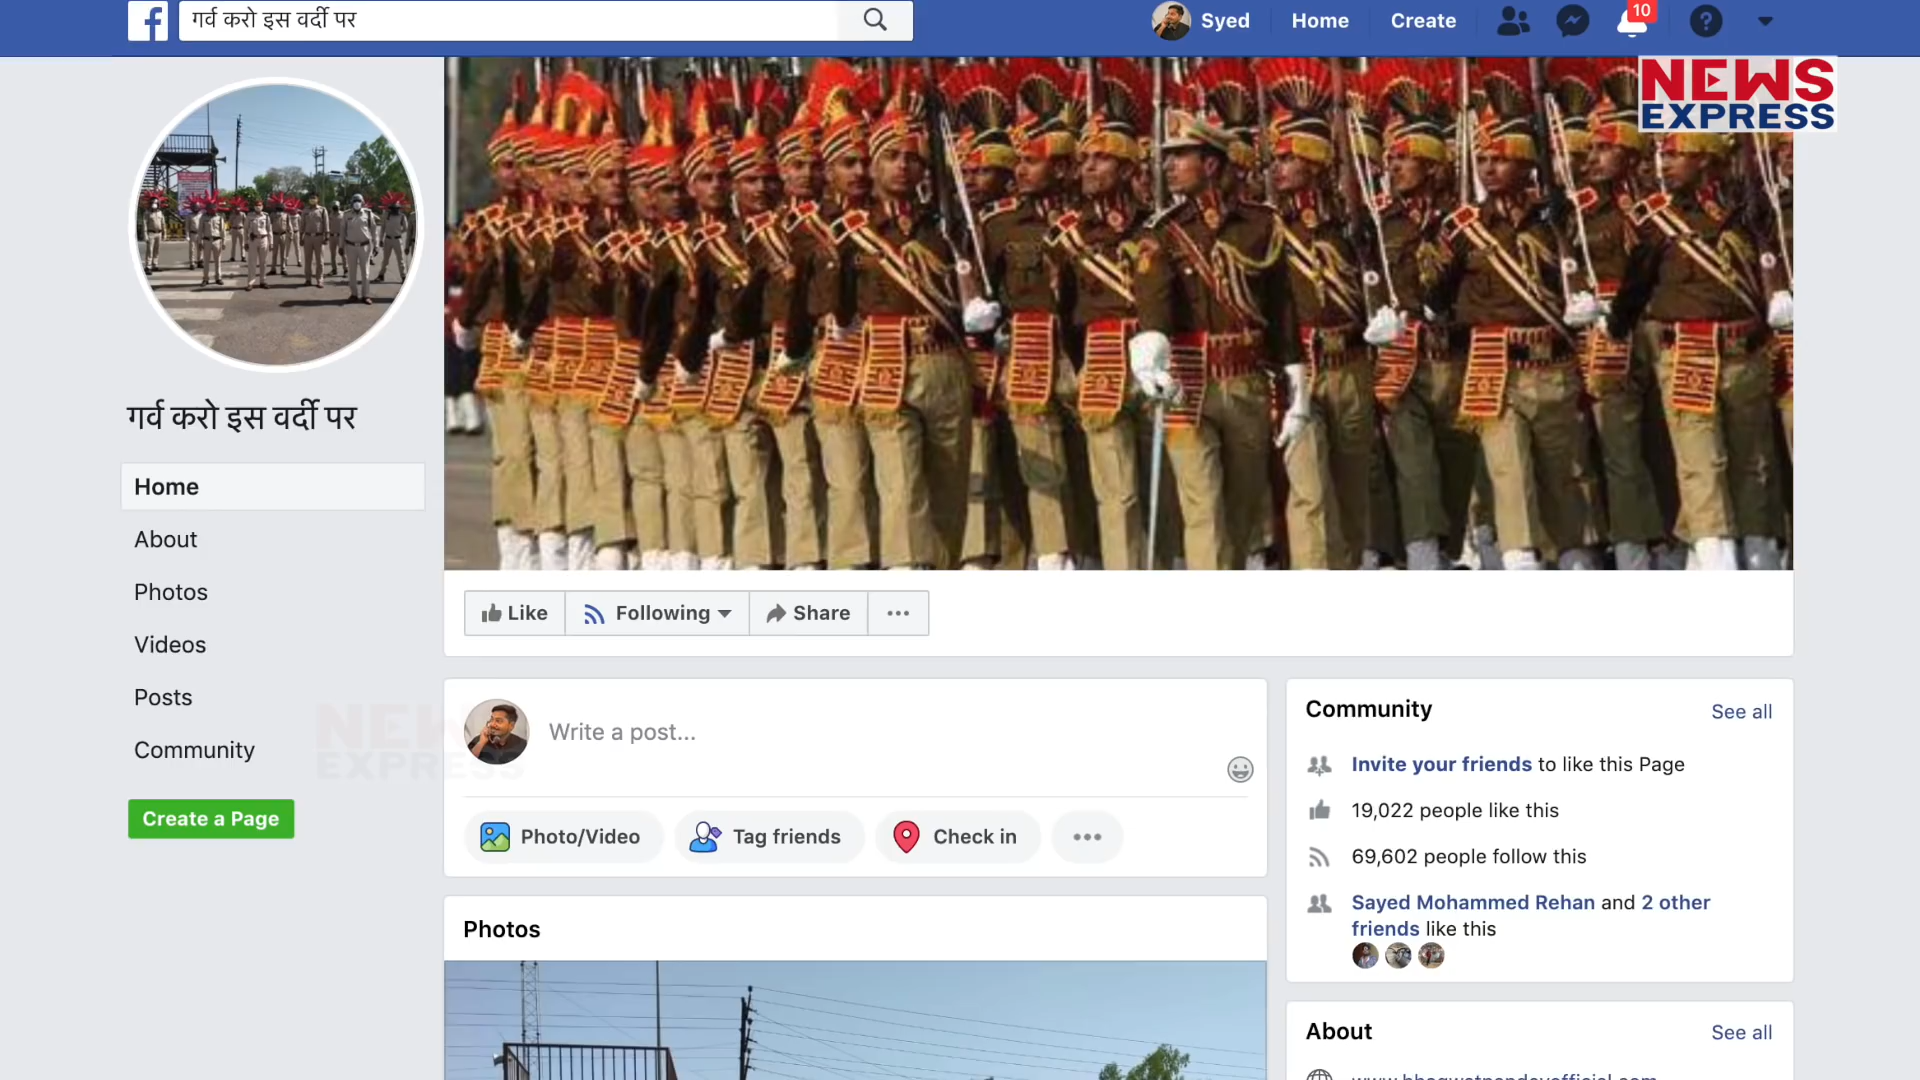 गर्व करो इस वर्दी पर
Syed
Home
Create
10
NEWS
EXPRESS
गर्व करो इस वर्दी पर
Home
About
Photos
Videos
Posts
Community
Create a Page
Like
Following
Share
Write a post...
Photo/Video
Tag friends
Check in
NEWS
EXPRESS
Photos
Community
See all
Invite your friends to like this Page
19,022 people like this
69,602 people follow this
Sayed Mohammed Rehan and 2 other
friends like this
About
See all